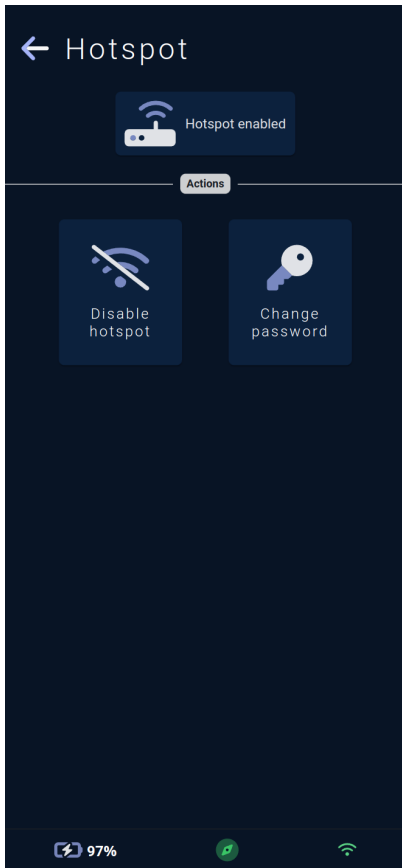 Hotspot
Hotspot enabled
Actions
Disable
hotspot
Change
password
97%